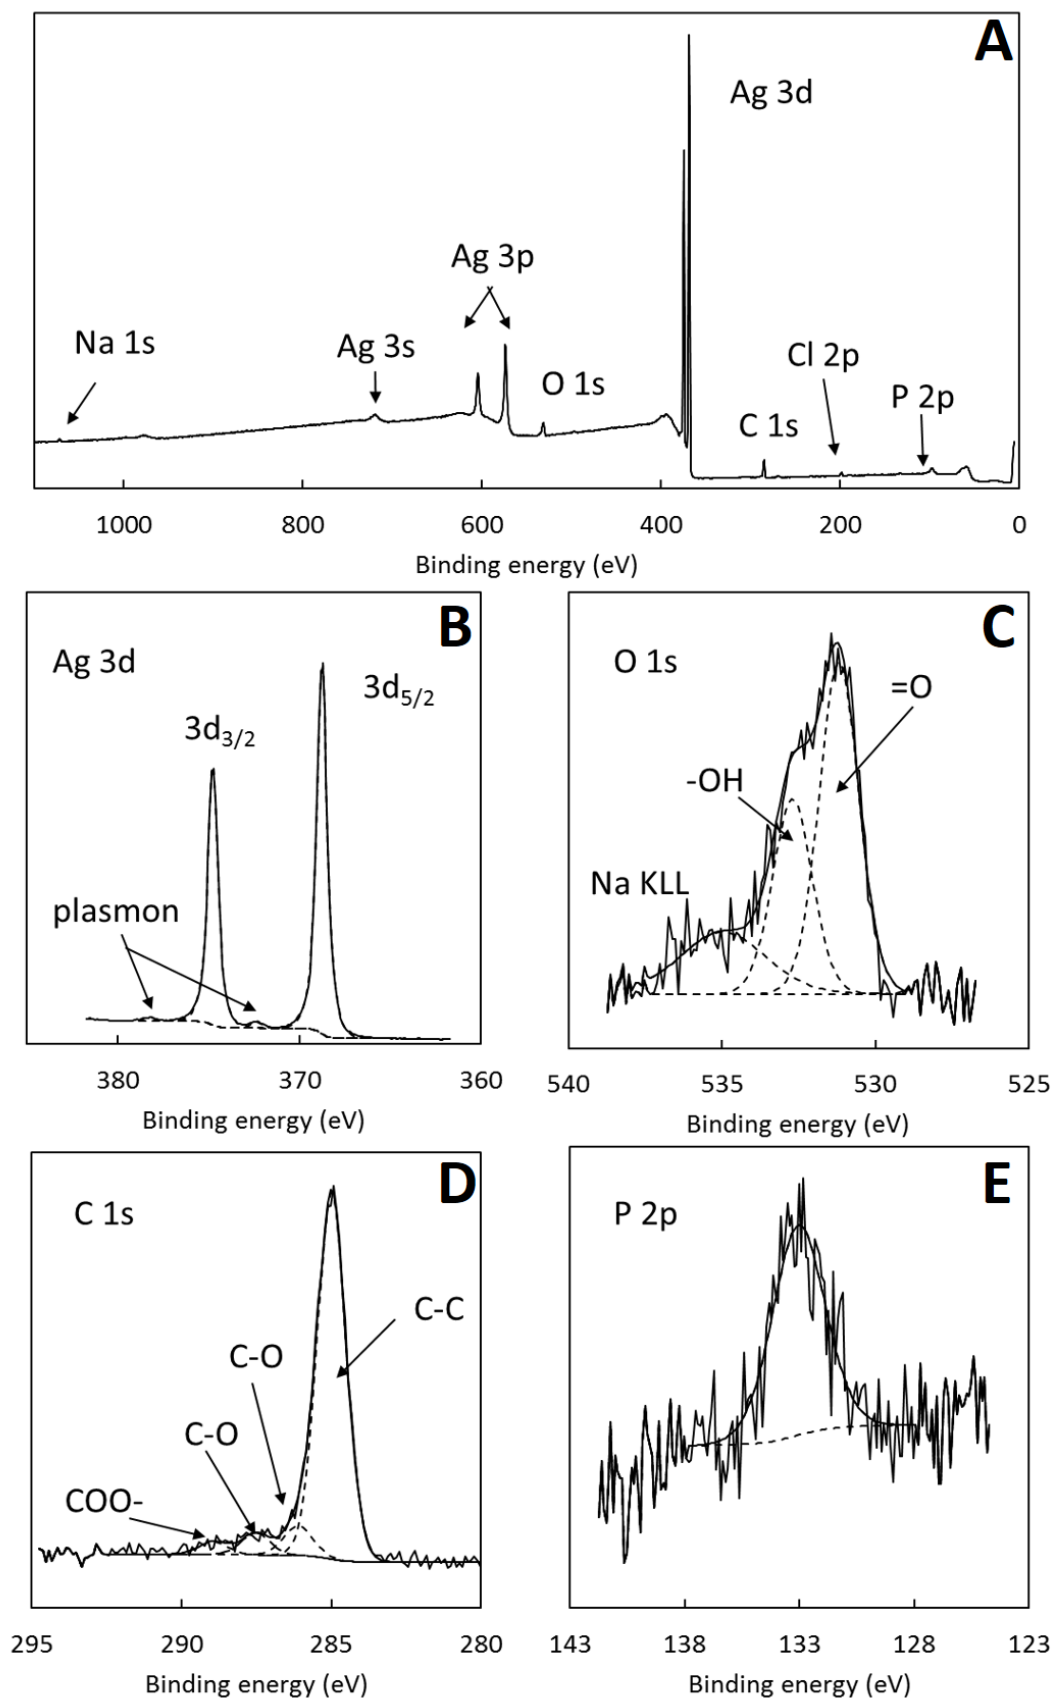 A
Ag 3d
Ag 3p
Na 1s
Ag 3s
O 1s
Cl 2p
P 2p
C 1s
1000 800 600 400 200 0
Binding energy (eV)
B
Ag 3d
3d5/2
3d3/2
plasmon
380 370 360
Binding energy (eV)
C
O 1s
=O
-OH
Na KLL
540 535 530 525
Binding energy (eV)
D
C 1s
C-C
C-O
C-O
COO-
295 290 285 280
Binding energy (eV)
E
P 2p
143 138 133 128 123
Binding energy (eV)